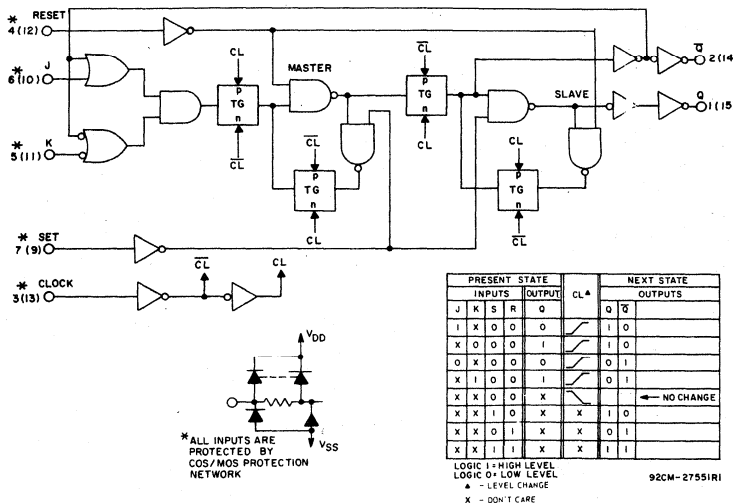 * RESET
4(12)
* J
6(10)
* K
5(11)
* SET
7(9)
* CLOCK
3(13)
CL
p
TG
n
C̅L̅
MASTER
C̅L̅
p
TG
n
CL
C̅L̅
p
TG
n
CL
SLAVE
CL
p
TG
n
C̅L̅
Q̅
2(14
Q
1(15
C̅L̅
CL
VDD
VSS
* ALL INPUTS ARE
PROTECTED BY
COS/MOS PROTECTION
NETWORK
PRESENT STATE CL▲ NEXT STATE
INPUTS OUTPUT OUTPUTS
J K S R Q Q Q̅
1 X 0 0 0 1 0
X 0 0 0 1 1 0
0 X 0 0 0 0 1
X 1 0 0 1 0 1
X X 0 0 X ← NO CHANGE
X X 1 0 X X 1 0
X X 0 1 X X 0 1
X X 1 1 X X 1 1
LOGIC 1 = HIGH LEVEL
LOGIC 0 = LOW LEVEL
▲ - LEVEL CHANGE
X - DON'T CARE
92CM-27551R1